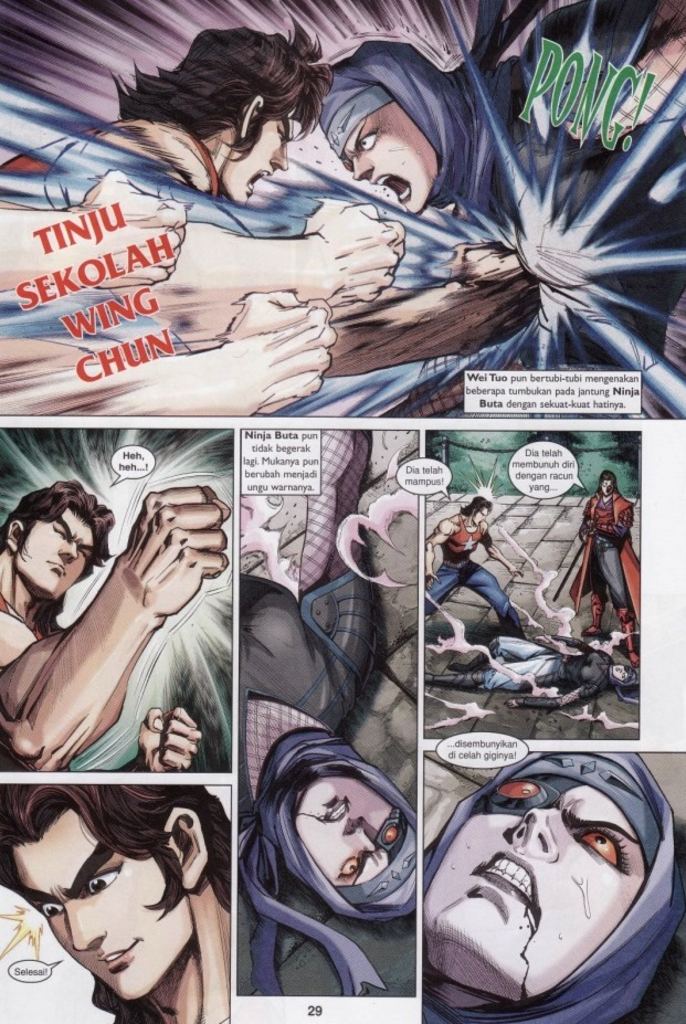 PONG!
TINJU
SEKOLAH
WING
CHUN
Wei Tuo pun bertubi-tubi mengenakan
beberapa tumbukan pada jantung Ninja
Buta dengan sekuat-kuat hatinya.
Heh,
heh...!
Selesai!
Ninja Buta pun
tidak begerak
lagi. Mukanya pun
berubah menjadi
ungu warnanya.
Dia telah
mampus!
Dia telah
membunuh diri
dengan racun
yang...
...disembunyikan
di celah giginya!
29